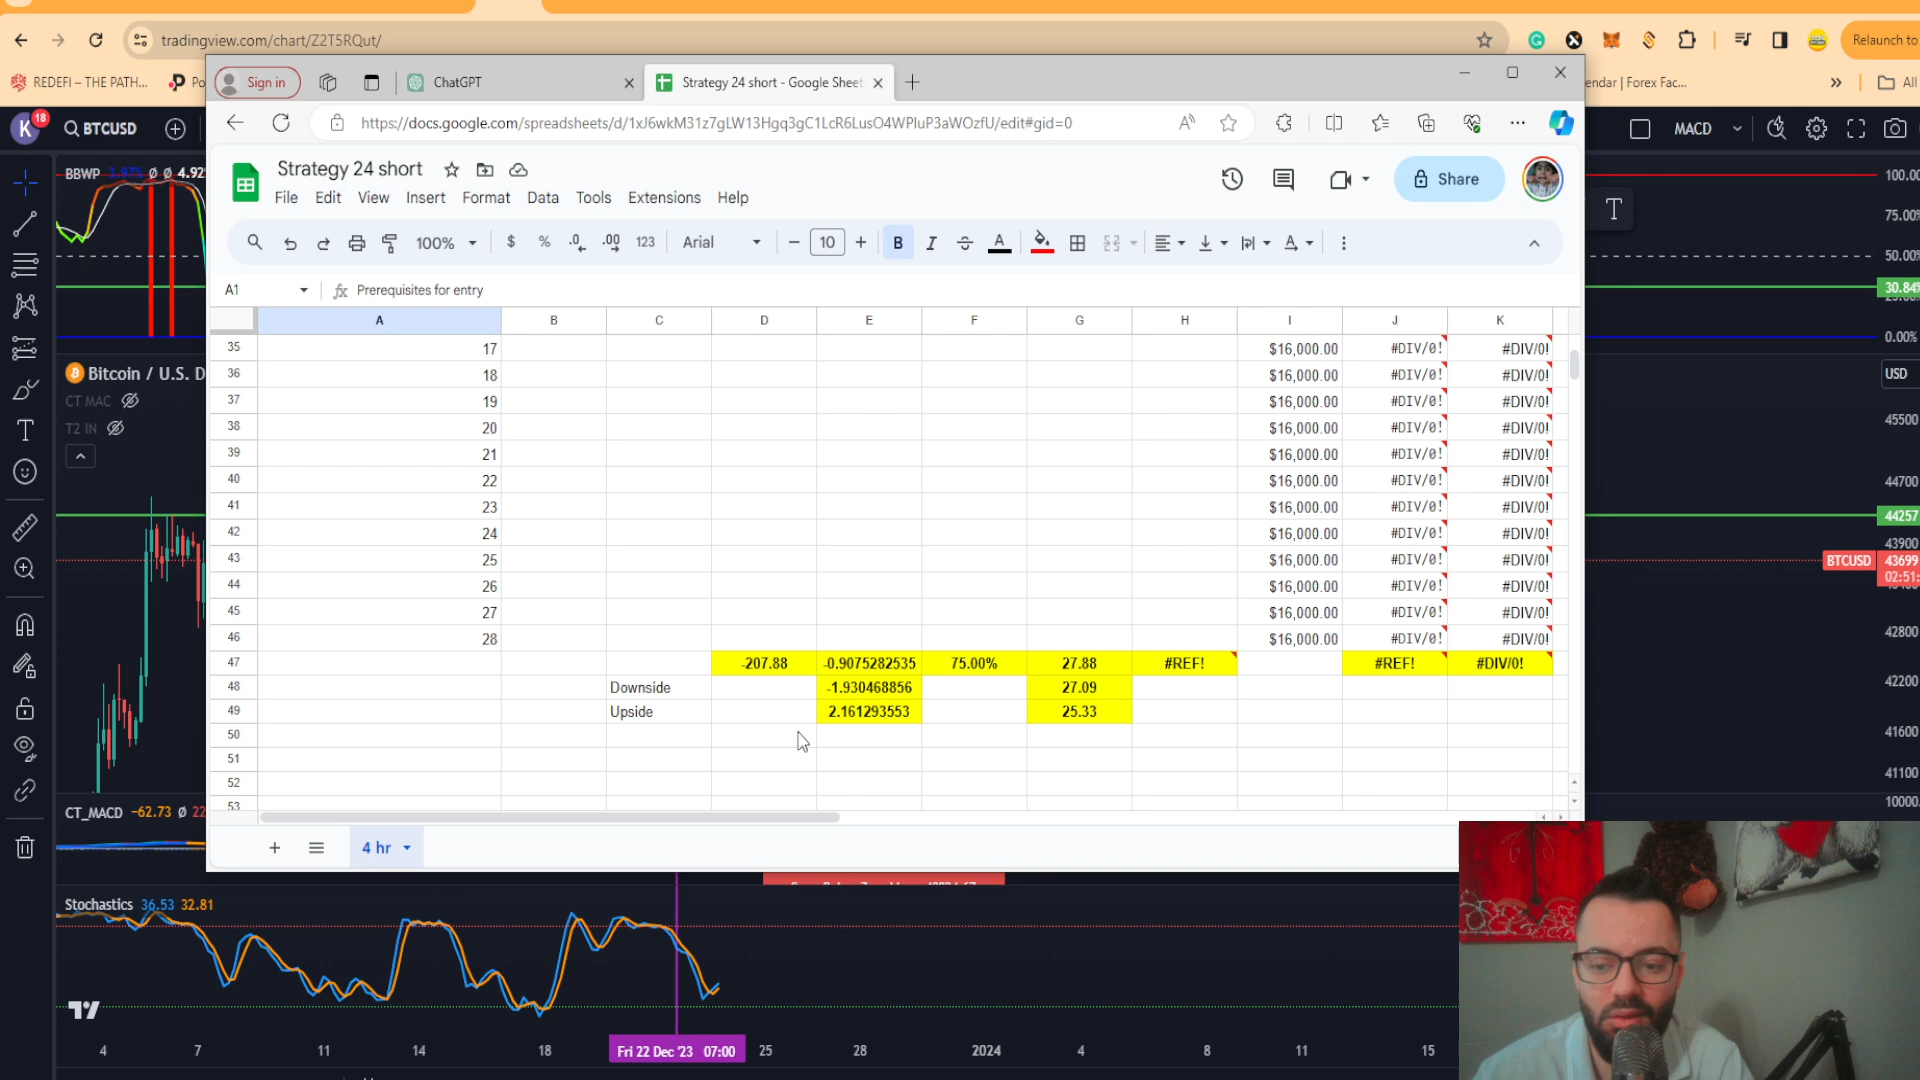 tradingview.com/chart/Z2T5RQut/
Relaunch to
REDEFI – THE PATH...
Po
endar | Forex Fac...
All
Sign in
ChatGPT
Strategy 24 short - Google Sheet
https://docs.google.com/spreadsheets/d/1xJ6wkM31z7gLW13Hgq3gC1LcR6LusO4WPluP3aWOzfU/edit#gid=0
K
18
BTCUSD
MACD
Strategy 24 short
File Edit View Insert Format Data Tools Extensions Help
Share
100% $ % .0 .00 123 Arial 10 B I
A1 Prerequisites for entry
A B C D E F G H I J K
35 17 $16,000.00 #DIV/0! #DIV/0!
36 18 $16,000.00 #DIV/0! #DIV/0!
37 19 $16,000.00 #DIV/0! #DIV/0!
38 20 $16,000.00 #DIV/0! #DIV/0!
39 21 $16,000.00 #DIV/0! #DIV/0!
40 22 $16,000.00 #DIV/0! #DIV/0!
41 23 $16,000.00 #DIV/0! #DIV/0!
42 24 $16,000.00 #DIV/0! #DIV/0!
43 25 $16,000.00 #DIV/0! #DIV/0!
44 26 $16,000.00 #DIV/0! #DIV/0!
45 27 $16,000.00 #DIV/0! #DIV/0!
46 28 $16,000.00 #DIV/0! #DIV/0!
47 -207.88 -0.9075282535 75.00% 27.88 #REF! #REF! #DIV/0!
48 Downside -1.930468856 27.09
49 Upside 2.161293553 25.33
50
51
52
53
4 hr
BBWP 3.97% Ø Ø 4.92
Bitcoin / U.S. D
CT MAC
T2 IN
CT_MACD -62.73 Ø 22
Stochastics 36.53 32.81
100.00
75.00%
50.00%
30.84%
0.00%
USD
45500
44700
44257
43900
BTCUSD 43699
02:51:
42800
42200
41600
41100
10000.
4 7 11 14 18 Fri 22 Dec '23 07:00 25 28 2024 4 8 11 15